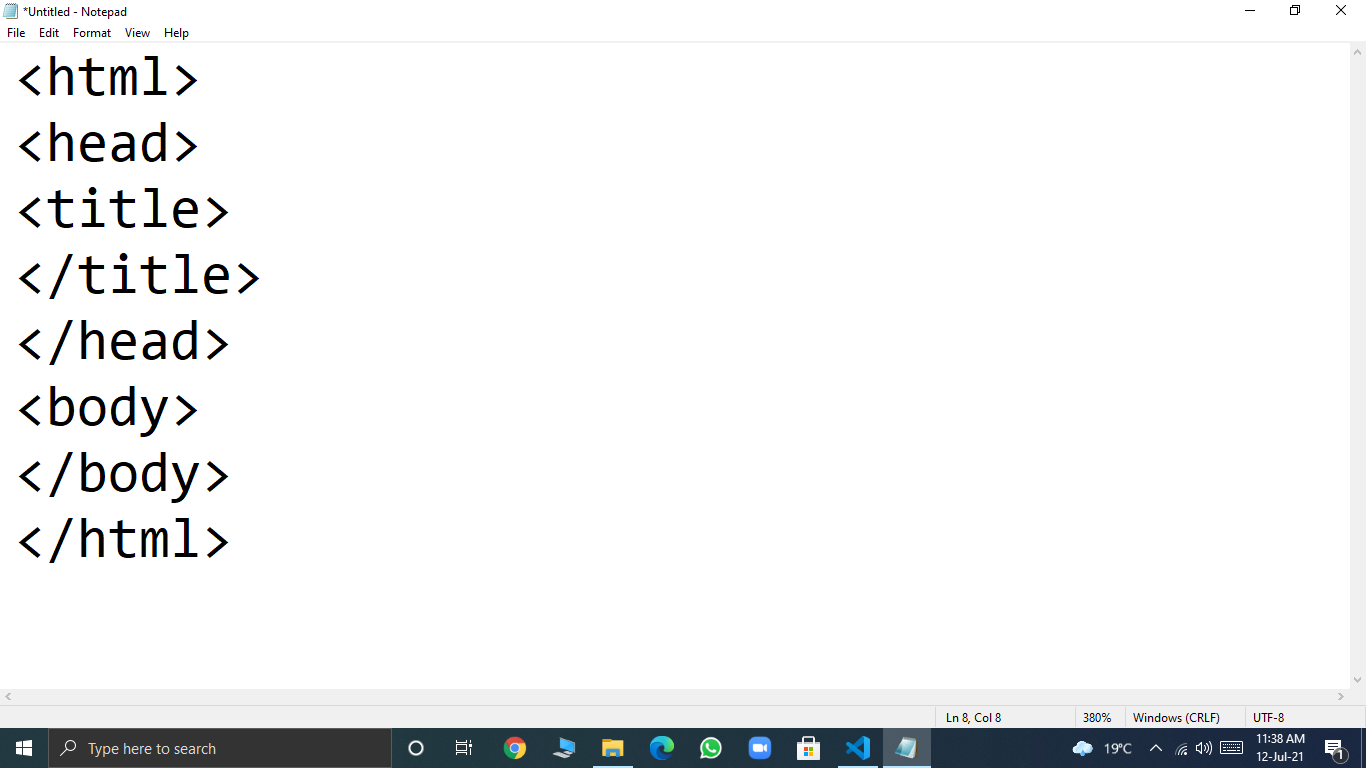 *Untitled - Notepad
File Edit Format View Help
<html>
<head>
<title>
</title>
</head>
<body>
</body>
</html>
Ln 8, Col 8 380% Windows (CRLF) UTF-8
Type here to search 19°C 11:38 AM
12-Jul-21 1